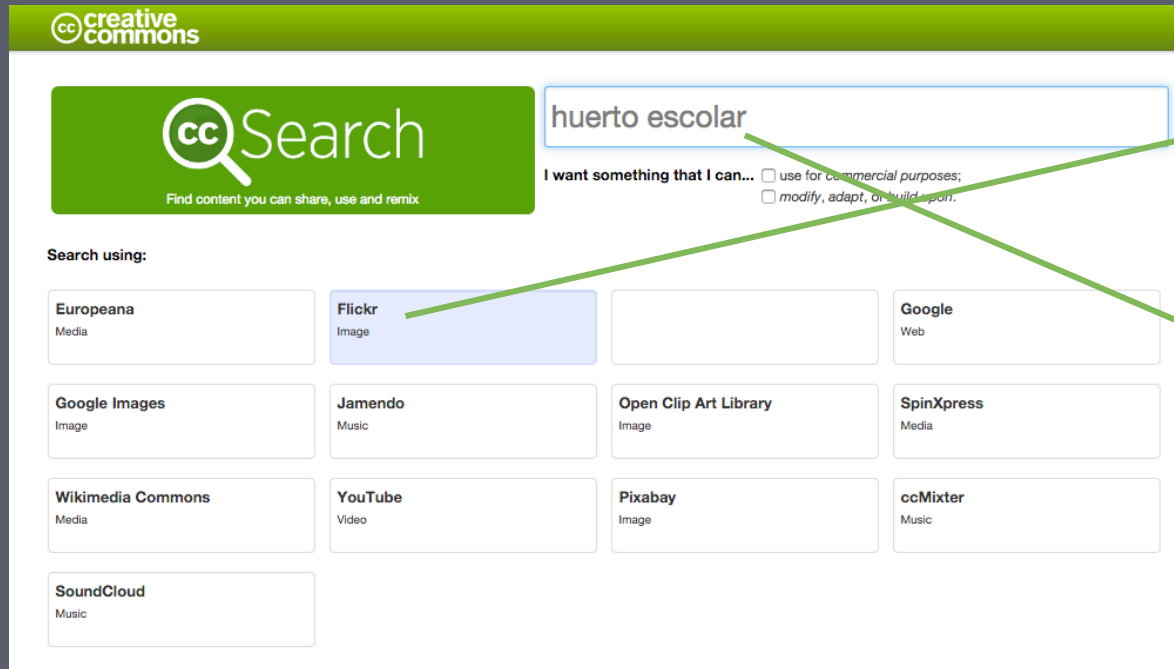 cc creative
commons
cc Search
Find content you can share, use and remix
huerto escolar
I want something that I can... use for commercial purposes;
modify, adapt, or build upon.
Search using:
Europeana
Media
Flickr
Image
Google
Web
Google Images
Image
Jamendo
Music
Open Clip Art Library
Image
SpinXpress
Media
Wikimedia Commons
Media
YouTube
Video
Pixabay
Image
ccMixter
Music
SoundCloud
Music